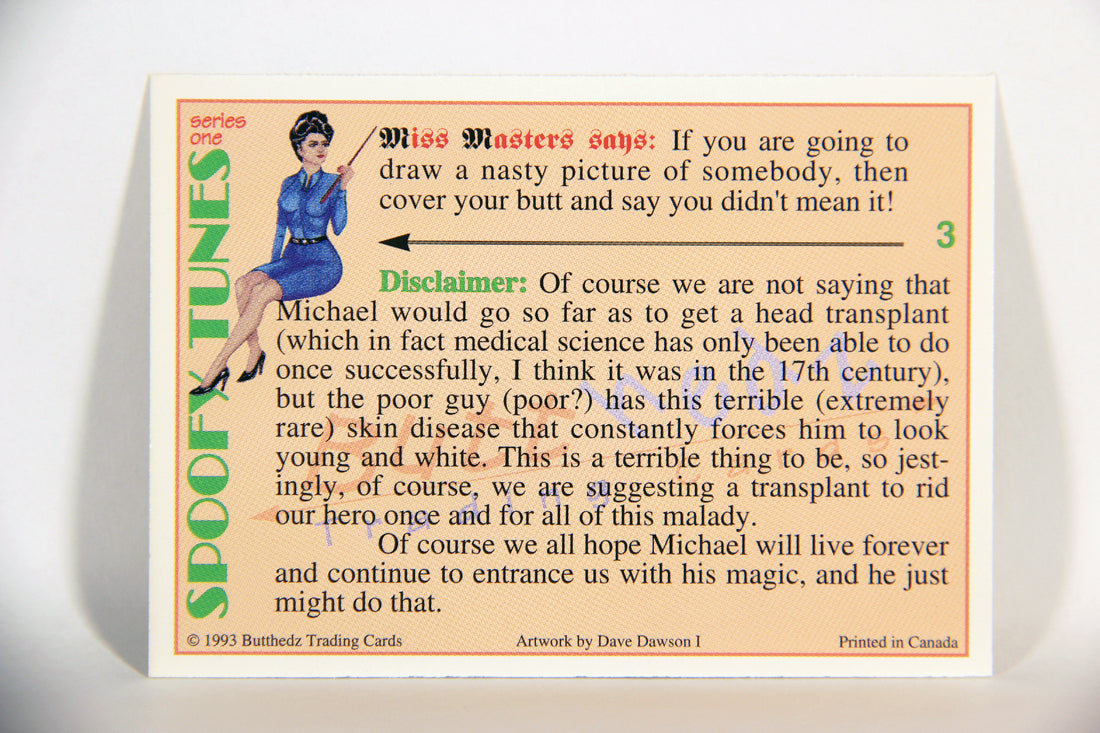 series
one
SPOOFY TUNES
Miss Masters says: If you are going to
draw a nasty picture of somebody, then
cover your butt and say you didn't mean it!
3
Disclaimer: Of course we are not saying that
Michael would go so far as to get a head transplant
(which in fact medical science has only been able to do
once successfully, I think it was in the 17th century),
but the poor guy (poor?) has this terrible (extremely
rare) skin disease that constantly forces him to look
young and white. This is a terrible thing to be, so jest-
ingly, of course, we are suggesting a transplant to rid
our hero once and for all of this malady.
Of course we all hope Michael will live forever
and continue to entrance us with his magic, and he just
might do that.
Butt hedz
Trading Cards
© 1993 Butthedz Trading Cards
Artwork by Dave Dawson I
Printed in Canada